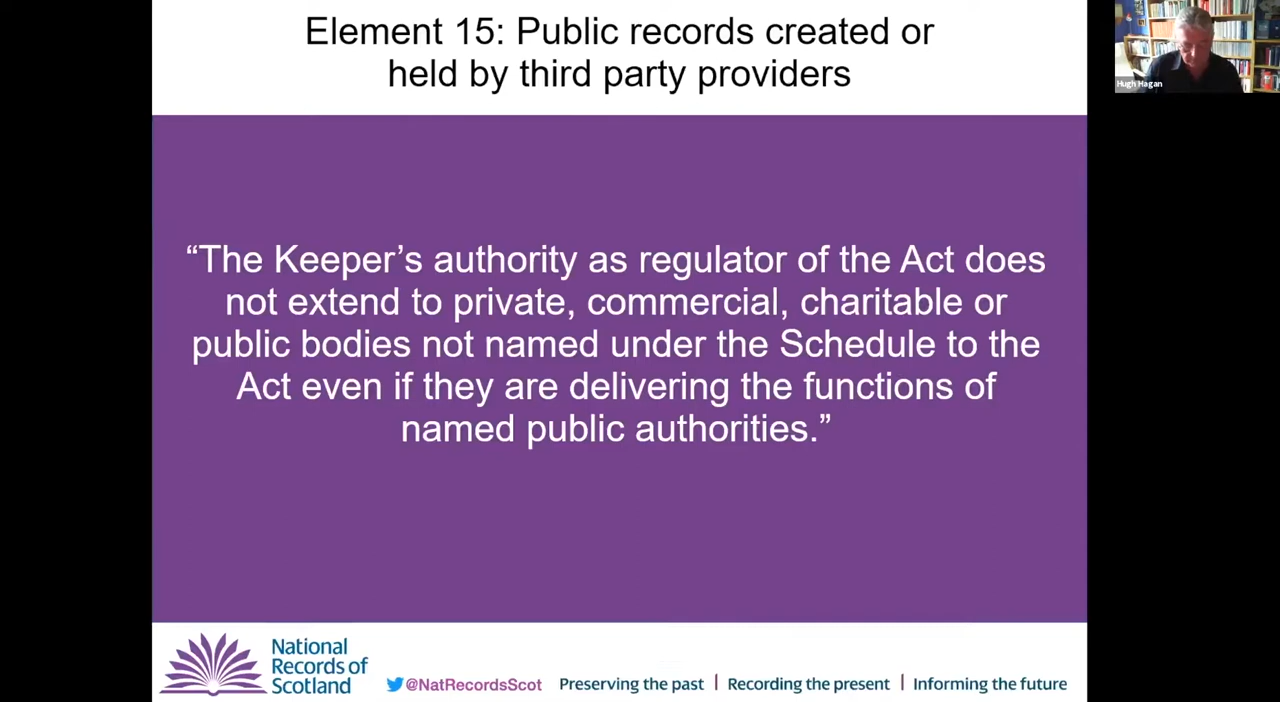 Element 15: Public records created or
held by third party providers
Hugh Hagan
“The Keeper’s authority as regulator of the Act does
not extend to private, commercial, charitable or
public bodies not named under the Schedule to the
Act even if they are delivering the functions of
named public authorities.”
National
Records of
Scotland
@NatRecordsScot
Preserving the past | Recording the present | Informing the future